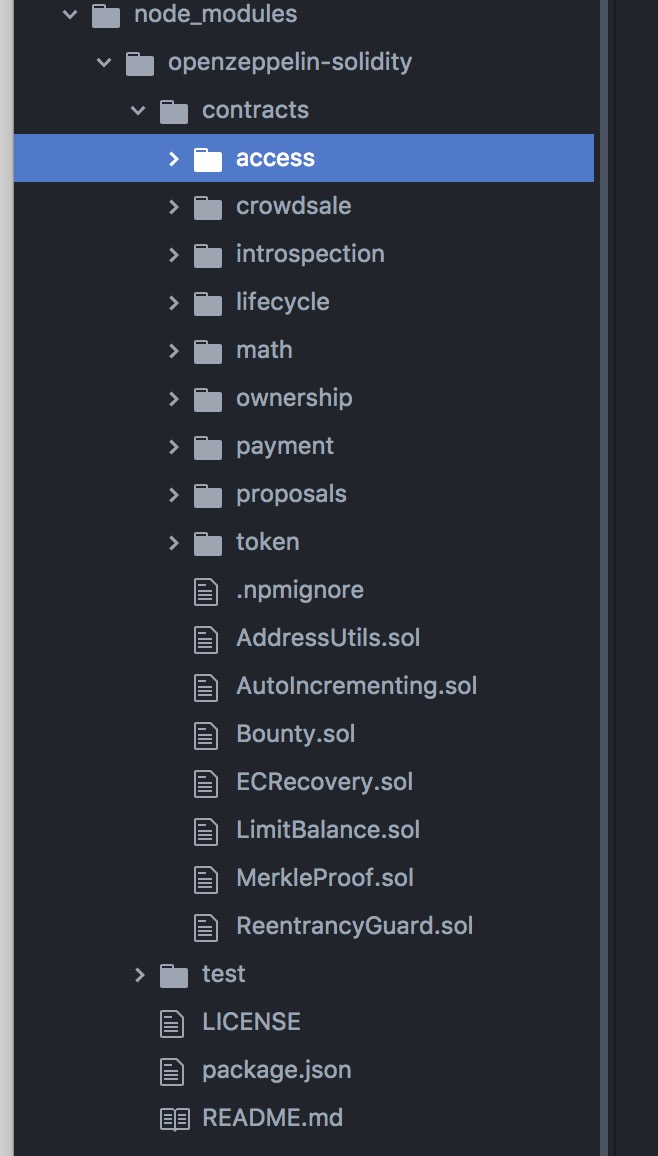 node_modules
openzeppelin-solidity
contracts
access
crowdsale
introspection
lifecycle
math
ownership
payment
proposals
token
.npmignore
AddressUtils.sol
AutoIncrementing.sol
Bounty.sol
ECRecovery.sol
LimitBalance.sol
MerkleProof.sol
ReentrancyGuard.sol
test
LICENSE
package.json
README.md